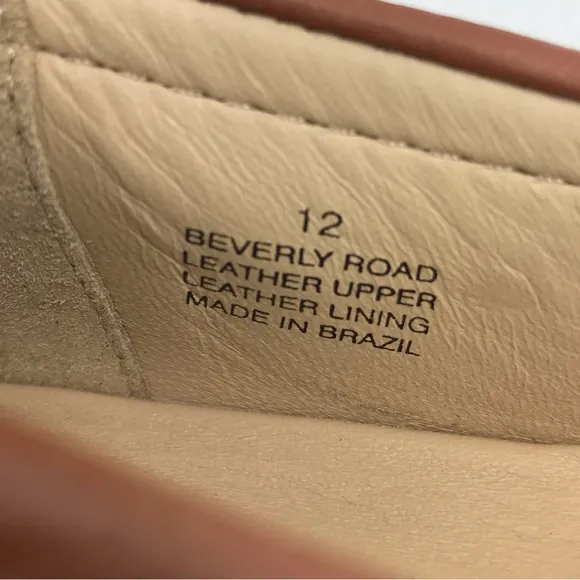 12
BEVERLY ROAD
LEATHER UPPER
LEATHER LINING
MADE IN BRAZIL